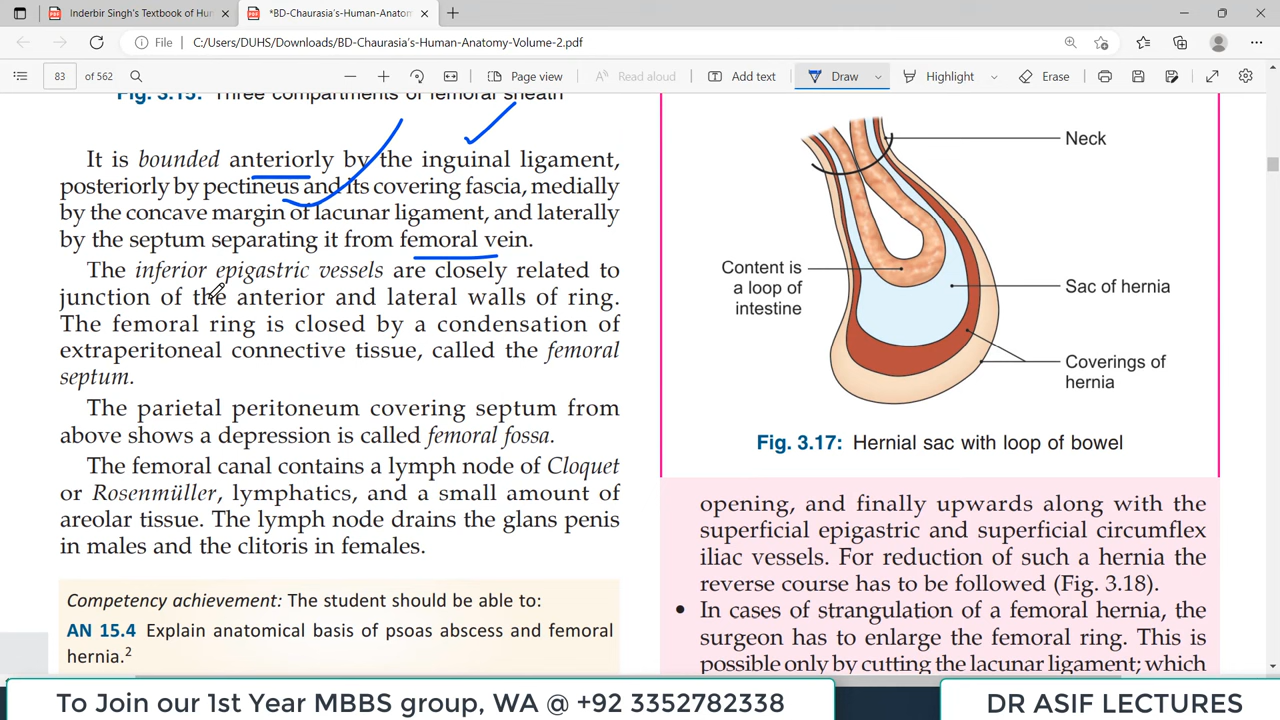 Inderbir Singh's Textbook of Hum
*BD-Chaurasia's-Human-Anatom
File C:/Users/DUHS/Downloads/BD-Chaurasia's-Human-Anatomy-Volume-2.pdf
83 of 562
Page view
Read aloud
Add text
Draw
Highlight
Erase
Fig. 3.15: Three compartments of femoral sheath
It is bounded anteriorly by the inguinal ligament,
posteriorly by pectineus and its covering fascia, medially
by the concave margin of lacunar ligament, and laterally
by the septum separating it from femoral vein.
The inferior epigastric vessels are closely related to
junction of the anterior and lateral walls of ring.
The femoral ring is closed by a condensation of
extraperitoneal connective tissue, called the femoral
septum.
The parietal peritoneum covering septum from
above shows a depression is called femoral fossa.
The femoral canal contains a lymph node of Cloquet
or Rosenmüller, lymphatics, and a small amount of
areolar tissue. The lymph node drains the glans penis
in males and the clitoris in females.
Competency achievement: The student should be able to:
AN 15.4 Explain anatomical basis of psoas abscess and femoral
hernia.2
Neck
Content is
a loop of
intestine
Sac of hernia
Coverings of
hernia
Fig. 3.17: Hernial sac with loop of bowel
opening, and finally upwards along with the
superficial epigastric and superficial circumflex
iliac vessels. For reduction of such a hernia the
reverse course has to be followed (Fig. 3.18).
• In cases of strangulation of a femoral hernia, the
surgeon has to enlarge the femoral ring. This is
possible only by cutting the lacunar ligament; which
To Join our 1st Year MBBS group, WA @ +92 3352782338
DR ASIF LECTURES